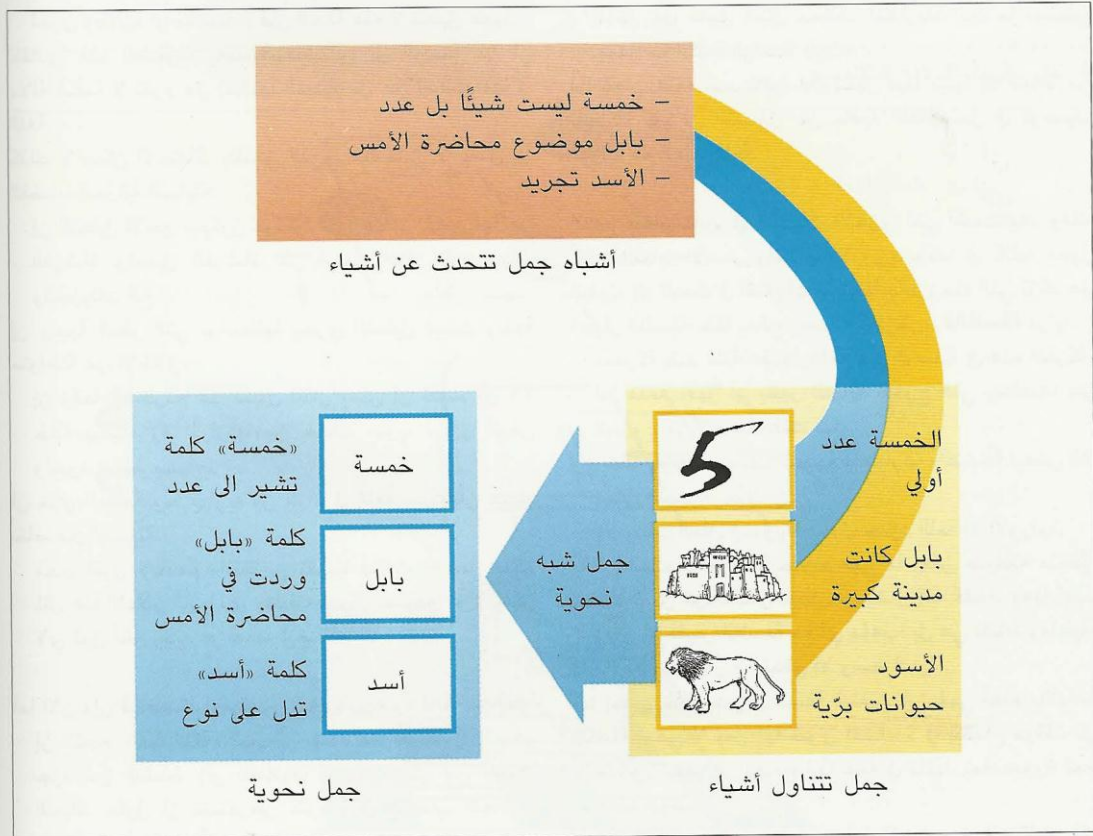 – خمسة ليست شيئًا بل عدد
– بابل موضوع محاضرة الأمس
– الأسد تجريد
أشباه جمل تتحدث عن أشياء
الخمسة عدد
أولي
5
بابل كانت
مدينة كبيرة
الأسود
حيوانات برّية
جمل تتناول أشياء
جمل شبه
نحوية
خمسة
«خمسة» كلمة
تشير الى عدد
بابل
كلمة «بابل»
وردت في
محاضرة الأمس
أسد
كلمة «أسد»
تدل على نوع
جمل نحوية